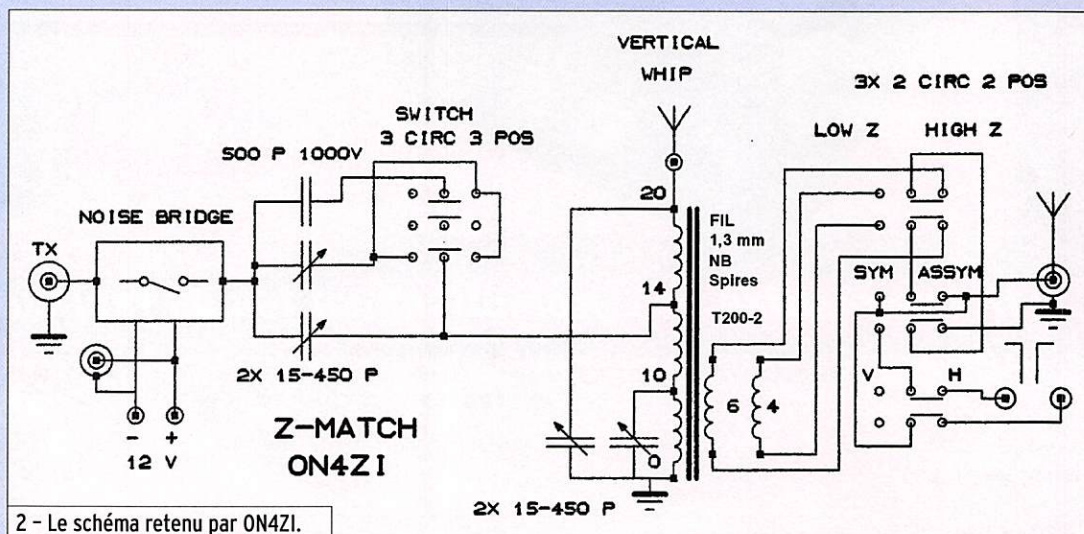 VERTICAL
WHIP
3X 2 CIRC 2 POS
SWITCH
3 CIRC 3 POS
LOW Z HIGH Z
500 P 1000V
20
NOISE BRIDGE
TX
FIL
1,3 mm
NB
Spires
SYM ASSYM
14
T200-2
10
2X 15-450 P
V H
6 4
- +
12 V
Z-MATCH
ON4ZI
0
2X 15-450 P
2 - Le schéma retenu par ON4ZI.